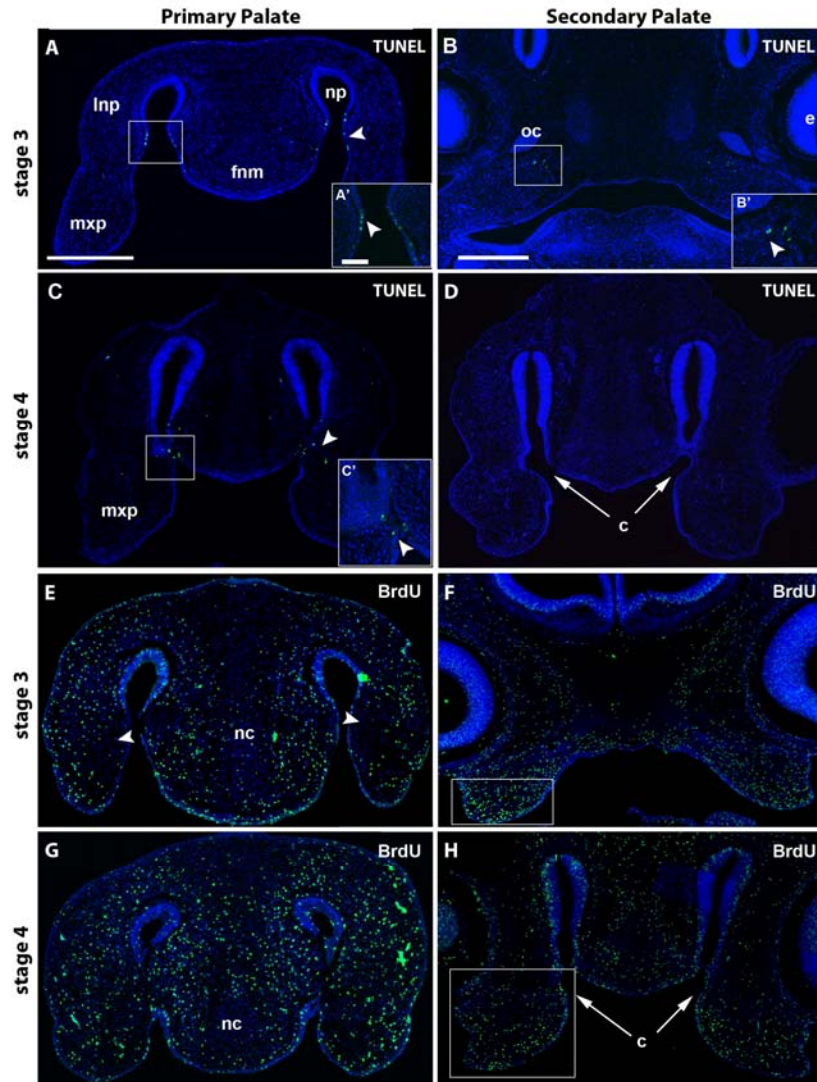 Primary Palate
Secondary Palate
stage 3
A
TUNEL
lnp
np
fnm
mxp
A'
B
TUNEL
oc
e
B'
stage 4
C
TUNEL
mxp
C'
D
TUNEL
c
stage 3
E
BrdU
nc
F
BrdU
stage 4
G
BrdU
nc
H
BrdU
c